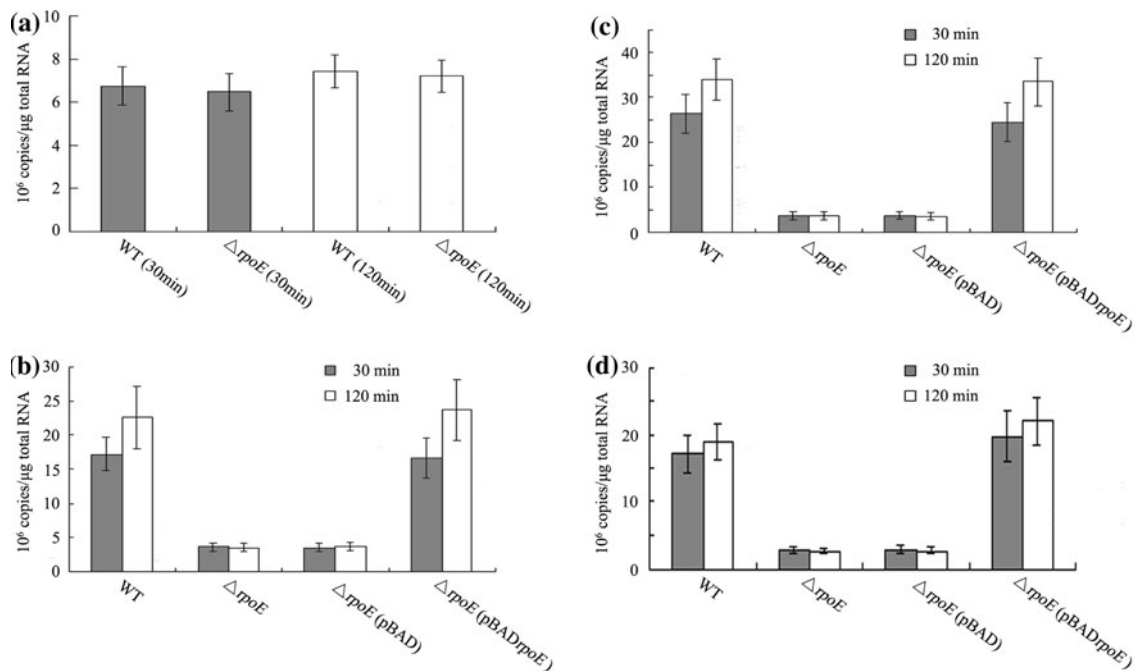 (a)
10⁶ copies/μg total RNA
10
8
6
4
2
0
WT (30min)
△rpoE (30min)
WT (120min)
△rpoE (120min)
(c)
30 min
120 min
10⁶ copies/μg total RNA
40
30
20
10
0
WT
△rpoE
△rpoE (pBAD)
△rpoE (pBADrpoE)
(b)
30 min
120 min
10⁶ copies/μg total RNA
30
25
20
15
10
5
0
WT
△rpoE
△rpoE (pBAD)
△rpoE (pBADrpoE)
(d)
30 min
120 min
10⁶ copies/μg total RNA
30
20
10
0
WT
△rpoE
△rpoE (pBAD)
△rpoE (pBADrpoE)